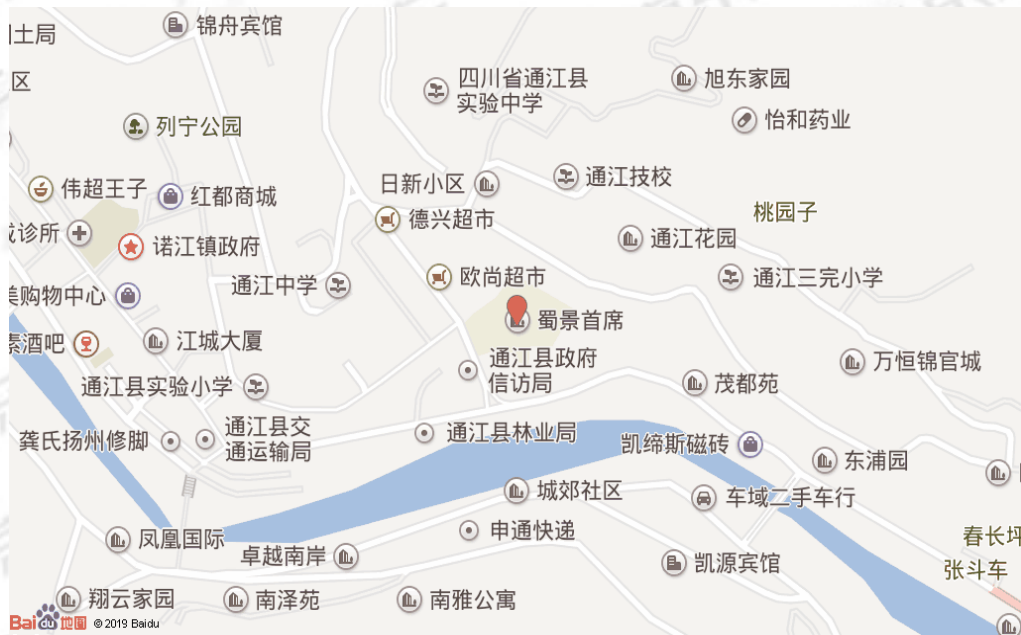 锦舟宾馆
土局
区
四川省通江县
实验中学
旭东家园
怡和药业
列宁公园
日新小区
通江技校
伟超王子
红都商城
德兴超市
桃园子
诊所
诺江镇政府
通江花园
通江中学
欧尚超市
通江三完小学
美购物中心
蜀景首席
素酒吧
江城大厦
通江县政府
信访局
万恒锦官城
通江县实验小学
茂都苑
通江县交
通运输局
龚氏扬州修脚
通江县林业局
凯缔斯磁砖
东浦园
城郊社区
车域二手车行
凤凰国际
申通快递
春长坪
卓越南岸
凯源宾馆
张斗车
翔云家园
南泽苑
南雅公寓
Bai du 地图 © 2019 Baidu